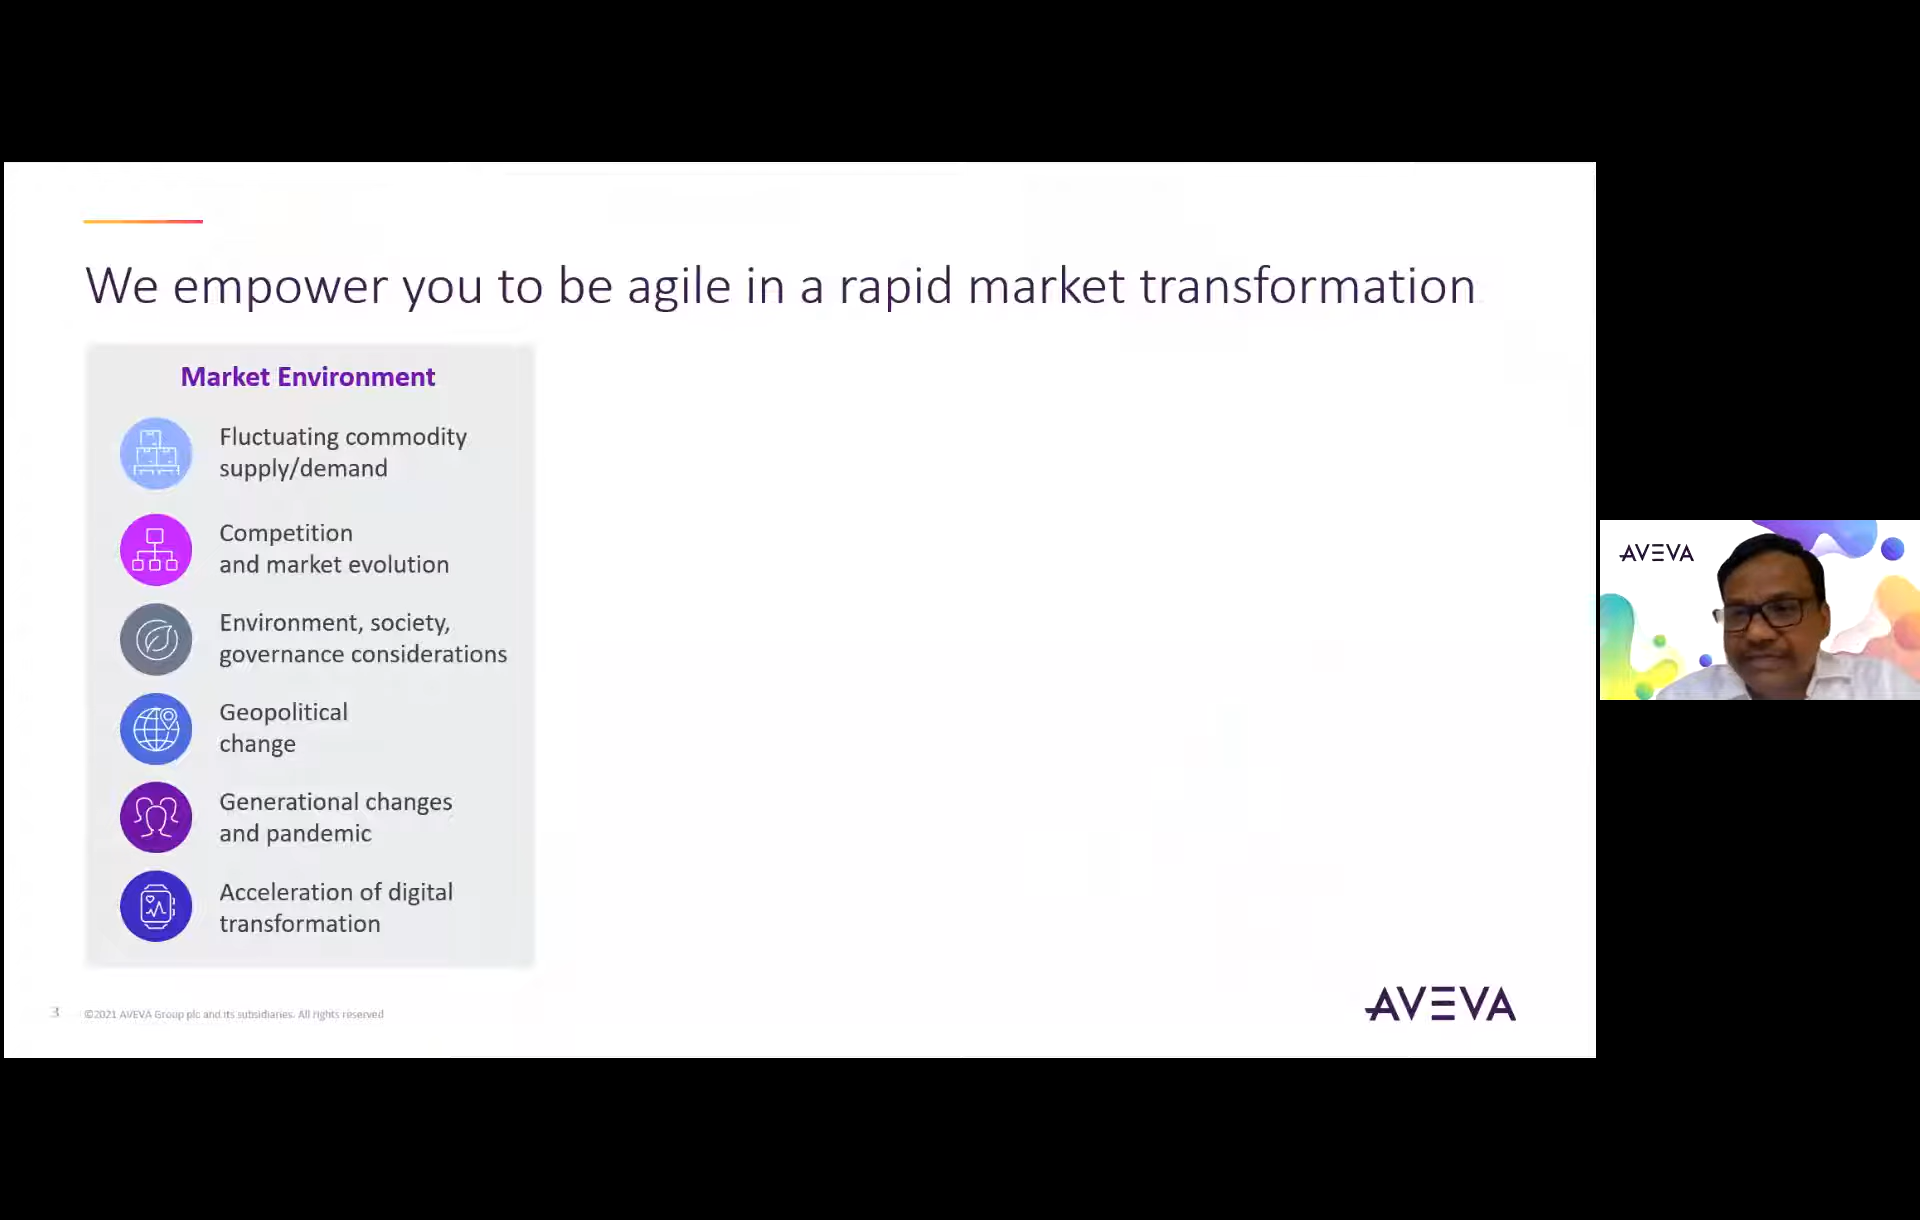 We empower you to be agile in a rapid market transformation
Market Environment
Fluctuating commodity
supply/demand
Competition
and market evolution
Environment, society,
governance considerations
Geopolitical
change
Generational changes
and pandemic
Acceleration of digital
transformation
3 ©2021 AVEVA Group plc and its subsidiaries. All rights reserved
AVEVA
AVEVA